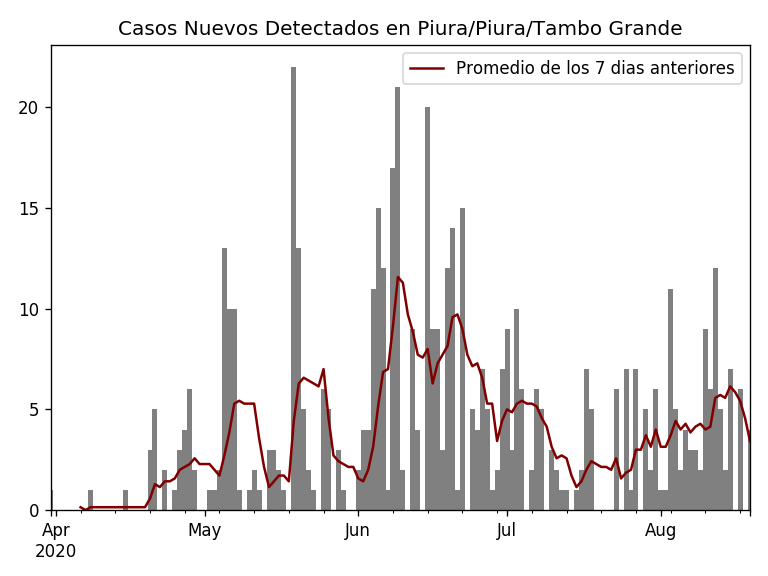 Casos Nuevos Detectados en Piura/Piura/Tambo Grande
Promedio de los 7 dias anteriores
20
15
10
5
0
Apr May Jun Jul Aug
2020